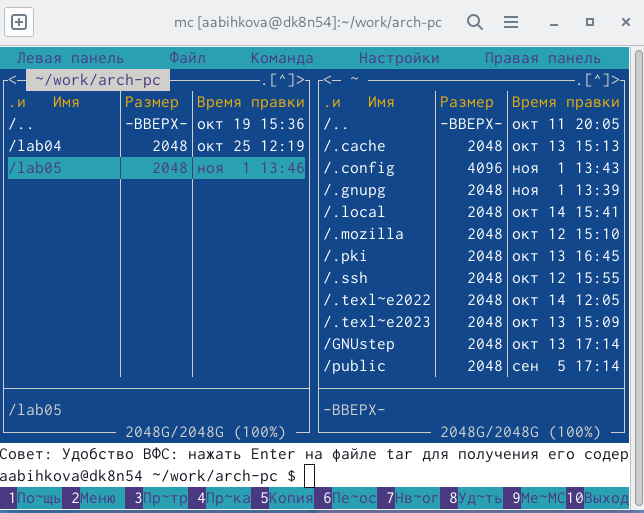 mc [aabihkova@dk8n54]:~/work/arch-pc
Левая панель Файл Команда Настройки Правая панель
<— ~/work/arch-pc .[^]> <— ~ .[^]>
.и Имя Размер Время правки .и Имя Размер Время правки
/.. -ВВЕРХ- окт 19 15:36 /.. -ВВЕРХ- окт 11 20:05
/lab04 2048 окт 25 12:19 /.cache 2048 окт 13 15:13
/lab05 2048 ноя 1 13:46 /.config 4096 ноя 1 13:43
/.gnupg 2048 ноя 1 13:39
/.local 2048 окт 14 15:41
/.mozilla 2048 окт 12 15:10
/.pki 2048 окт 13 16:45
/.ssh 2048 окт 12 15:55
/.texl~e2022 2048 окт 14 12:05
/.texl~e2023 2048 окт 13 15:09
/GNUstep 2048 окт 13 17:14
/public 2048 сен 5 17:14
/lab05 -ВВЕРХ-
2048G/2048G (100%) 2048G/2048G (100%)
Совет: Удобство ВФС: нажать Enter на файле tar для получения его содер
aabihkova@dk8n54 ~/work/arch-pc $
1По~щь 2Меню 3Пр~тр 4Пр~ка 5Копия 6Пе~ос 7Нв~ог 8Уд~ть 9Ме~МС 10Выход